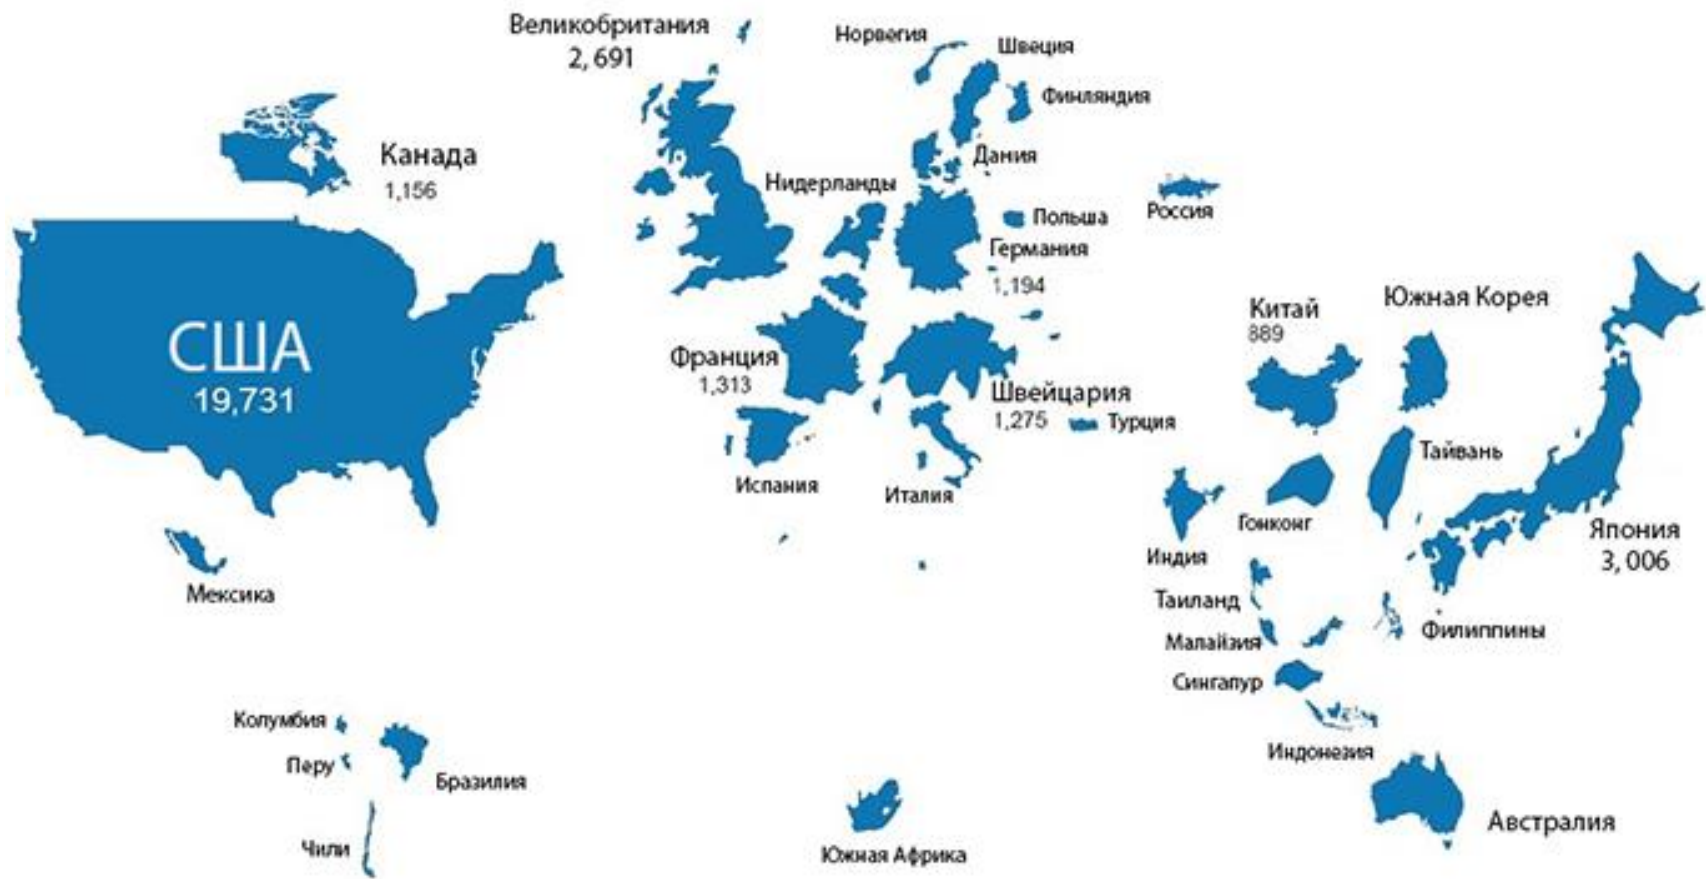 Великобритания
2, 691
Норвегия
Швеция
Финляндия
Дания
Канада
1,156
Нидерланды
Польша
Россия
Германия
1,194
США
19,731
Франция
1,313
Швейцария
1,275
Турция
Испания
Италия
Китай
889
Южная Корея
Тайвань
Гонконг
Индия
Япония
3, 006
Таиланд
Филиппины
Малайзия
Сингапур
Индонезия
Мексика
Колумбия
Перу
Бразилия
Чили
Южная Африка
Австралия